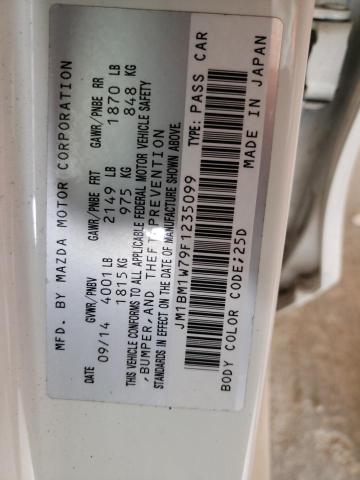 MFD. BY MAZDA MOTOR CORPORATION
GVWR/PNBV GAWR/PNBE FRT GAWR/PNBE RR
DATE
09/14 4001 LB 2149 LB 1870 LB
1815 KG 975 KG 848 KG
THIS VEHICLE CONFORMS TO ALL APPLICABLE FEDERAL MOTOR VEHICLE SAFETY
, BUMPER, AND THEFT PREVENTION
STANDARDS IN EFFECT ON THE DATE OF MANUFACTURE SHOWN ABOVE.
JM1BM1W79F1235099 TYPE: PASS CAR
BODY COLOR CODE:25D MADE IN JAPAN